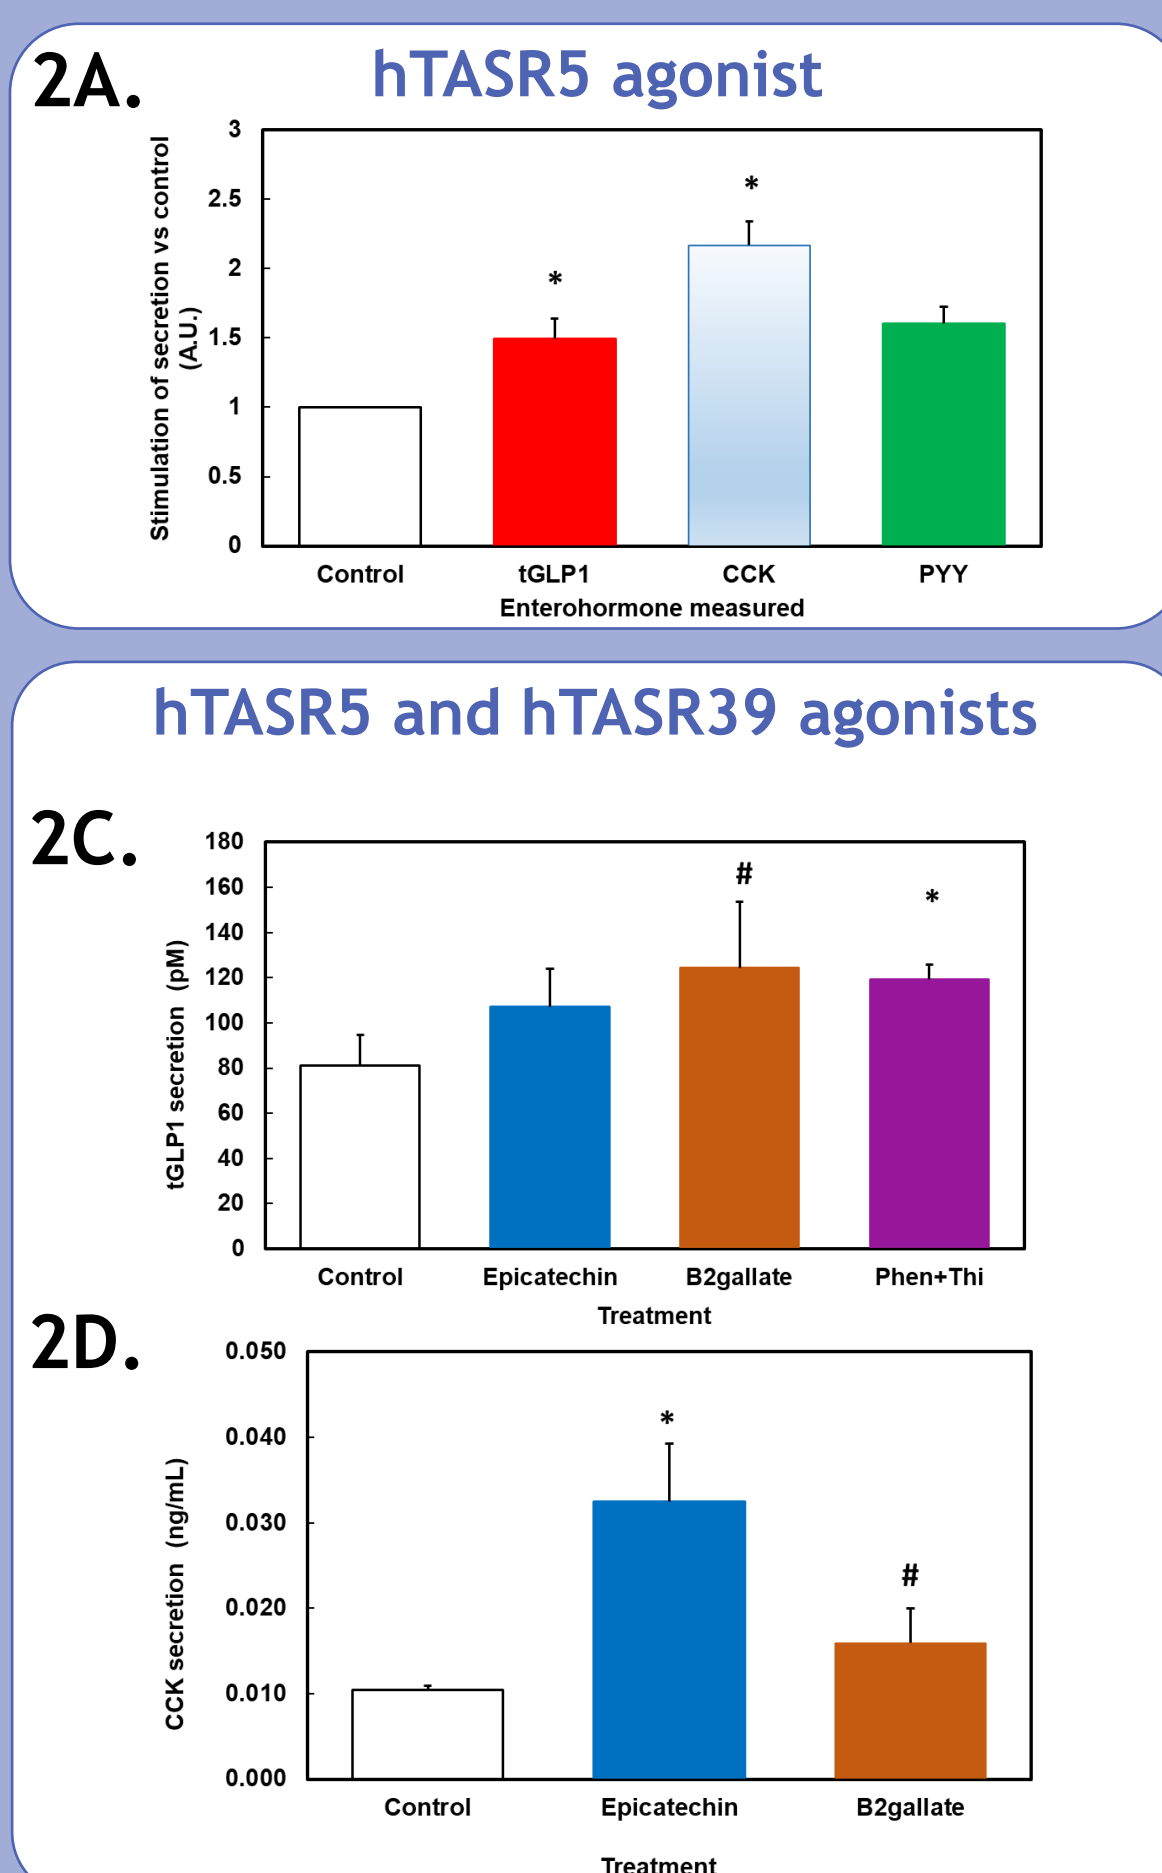 2A.
hTASR5 agonist
Stimulation of secretion vs control
(A.U.)
3
2.5
2
1.5
1
0.5
0
*
*
Control
tGLP1
CCK
PYY
Enterohormone measured
hTASR5 and hTASR39 agonists
2C.
tGLP1 secretion (pM)
180
160
140
120
100
80
60
40
20
0
#
*
Control
Epicatechin
B2gallate
Phen+Thi
Treatment
2D.
CCK secretion (ng/mL)
0.050
0.040
0.030
0.020
0.010
0.000
*
#
Control
Epicatechin
B2gallate
Treatment